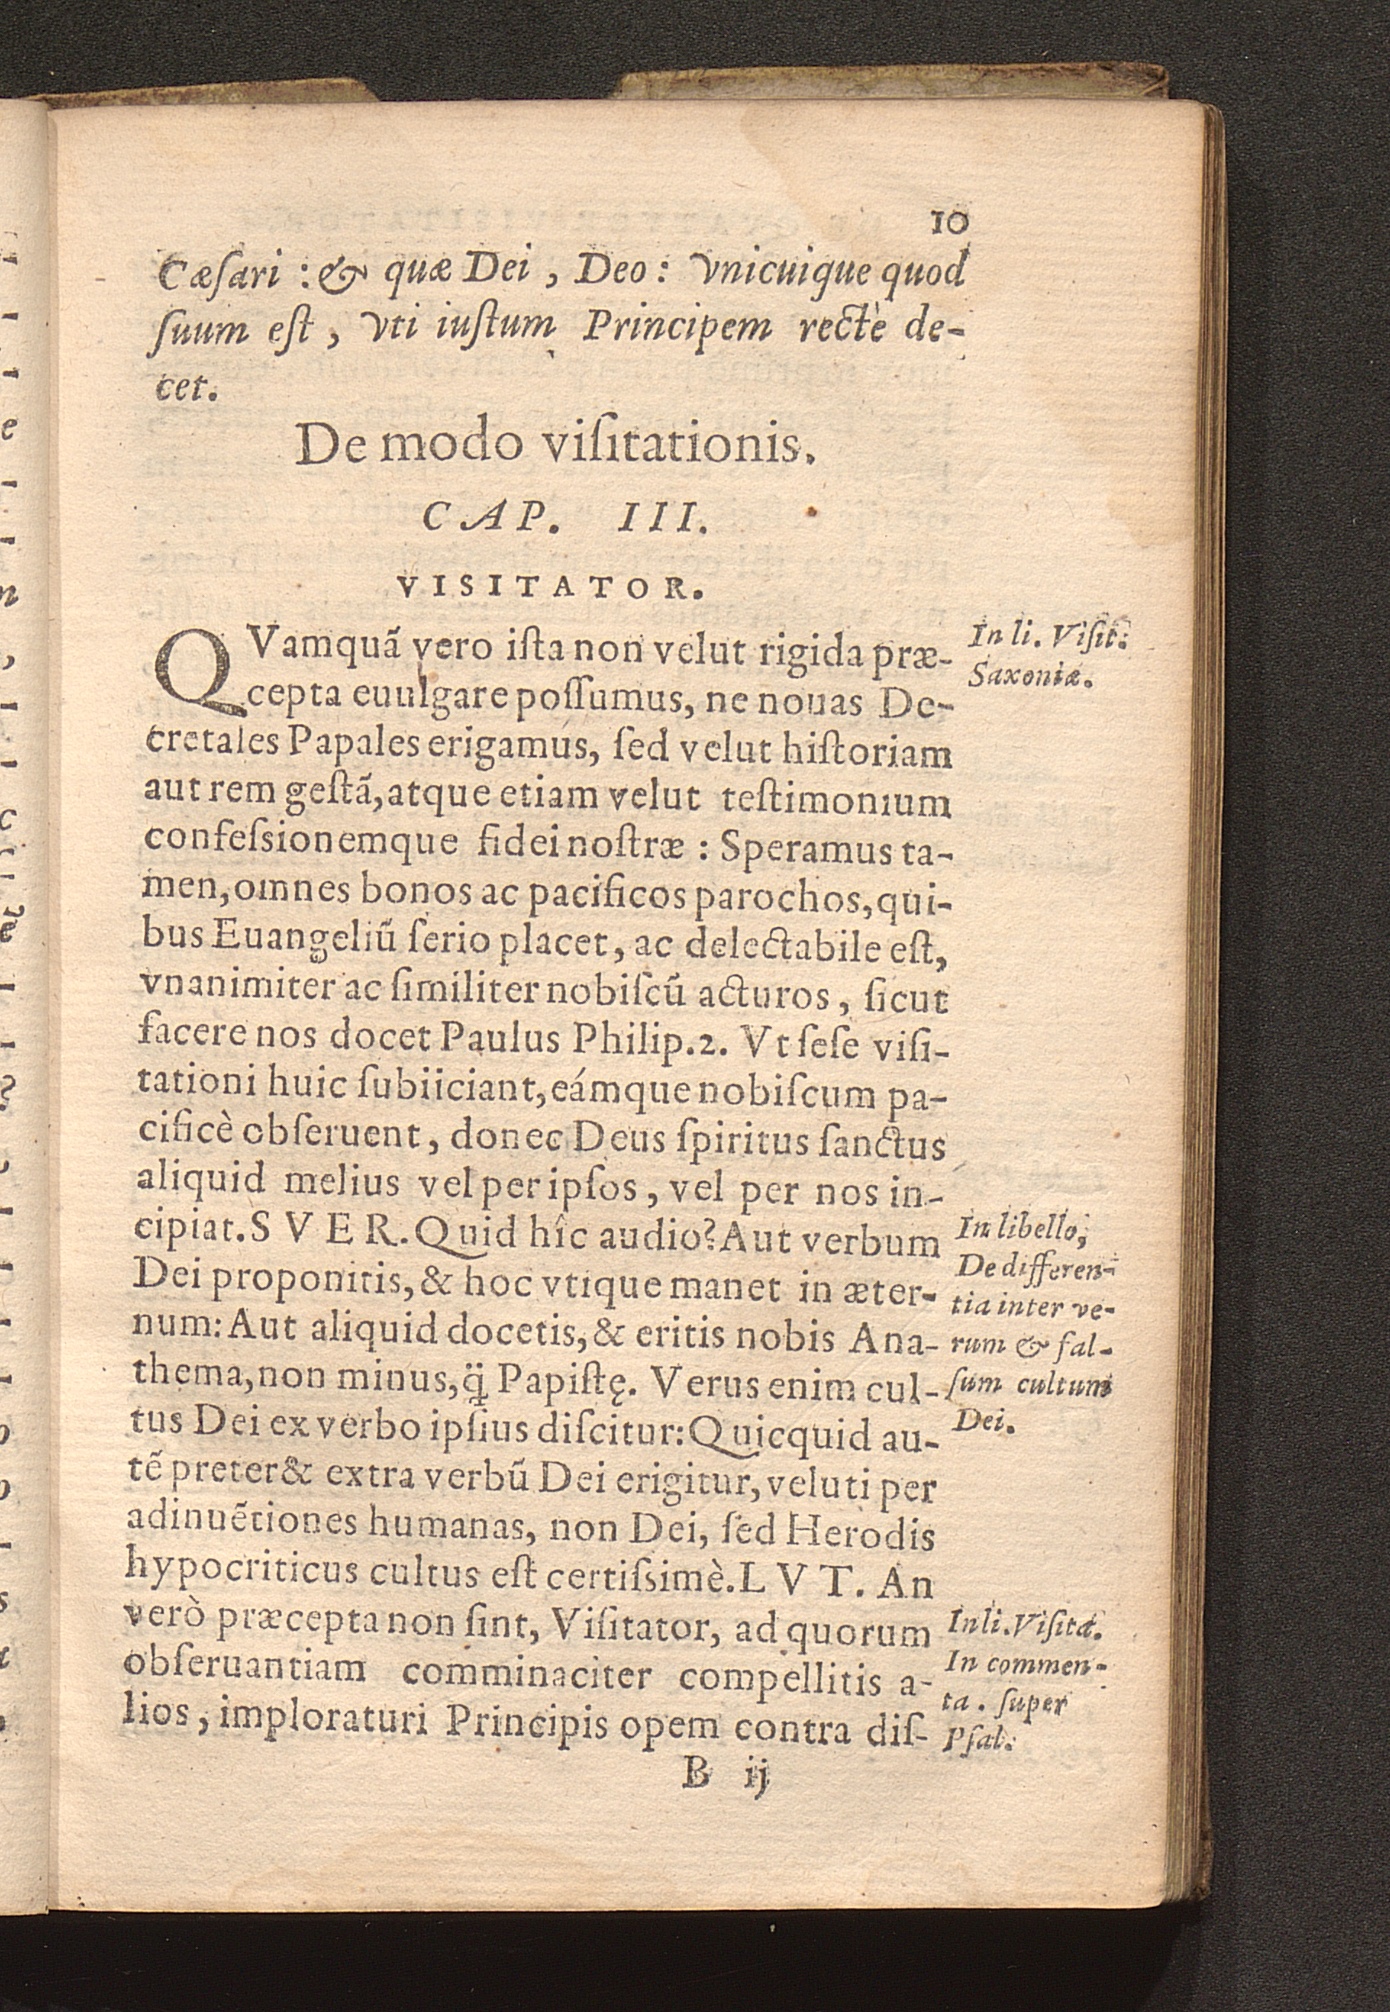 10
Cæſari : & quæ Dei , Deo : Vnicuique quod
ſuum eſt , Vti iuſtum Principem rectè de-
cet.
De modo viſitationis.
CAP. III.
VISITATOR.
QVamquã vero iſta non velut rigida præ-
cepta euulgare poſſumus, ne nouas De-
cretales Papales erigamus, ſed velut hiſtoriam
aut rem geſtã, atque etiam velut teſtimonium
confeſsionemque fidei noſtræ : Speramus ta-
men, omnes bonos ac pacificos parochos, qui-
bus Euangeliũ ſerio placet, ac delectabile eſt,
vnanimiter ac ſimiliter nobiſcũ acturos, ſicut
facere nos docet Paulus Philip.2. Vt ſeſe viſi-
tationi huic ſubiiciant, eámque nobiſcum pa-
cificè obſeruent, donec Deus ſpiritus ſanctus
aliquid melius vel per ipſos, vel per nos in-
cipiat. S V E R. Quid hîc audio? Aut verbum
Dei proponitis, & hoc vtique manet in æter-
num: Aut aliquid docetis, & eritis nobis Ana-
thema, non minus, q̃̈ Papiſtę. Verus enim cul-
tus Dei ex verbo ipſius diſcitur: Quicquid au-
tẽ preter & extra verbũ Dei erigitur, veluti per
adinuẽtiones humanas, non Dei, ſed Herodis
hypocriticus cultus eſt certiſsimè. L V T. An
verò præcepta non ſint, Viſitator, ad quorum
obſeruantiam comminaciter compellitis a-
lios, imploraturi Principis opem contra diſ-
B ij
In li. Viſit.
Saxoniæ.
In libello,
De differen-
tia inter ve-
rum & fal-
ſum cultum
Dei.
In li. Viſita.
In commen-
ta. ſuper
Pſal.